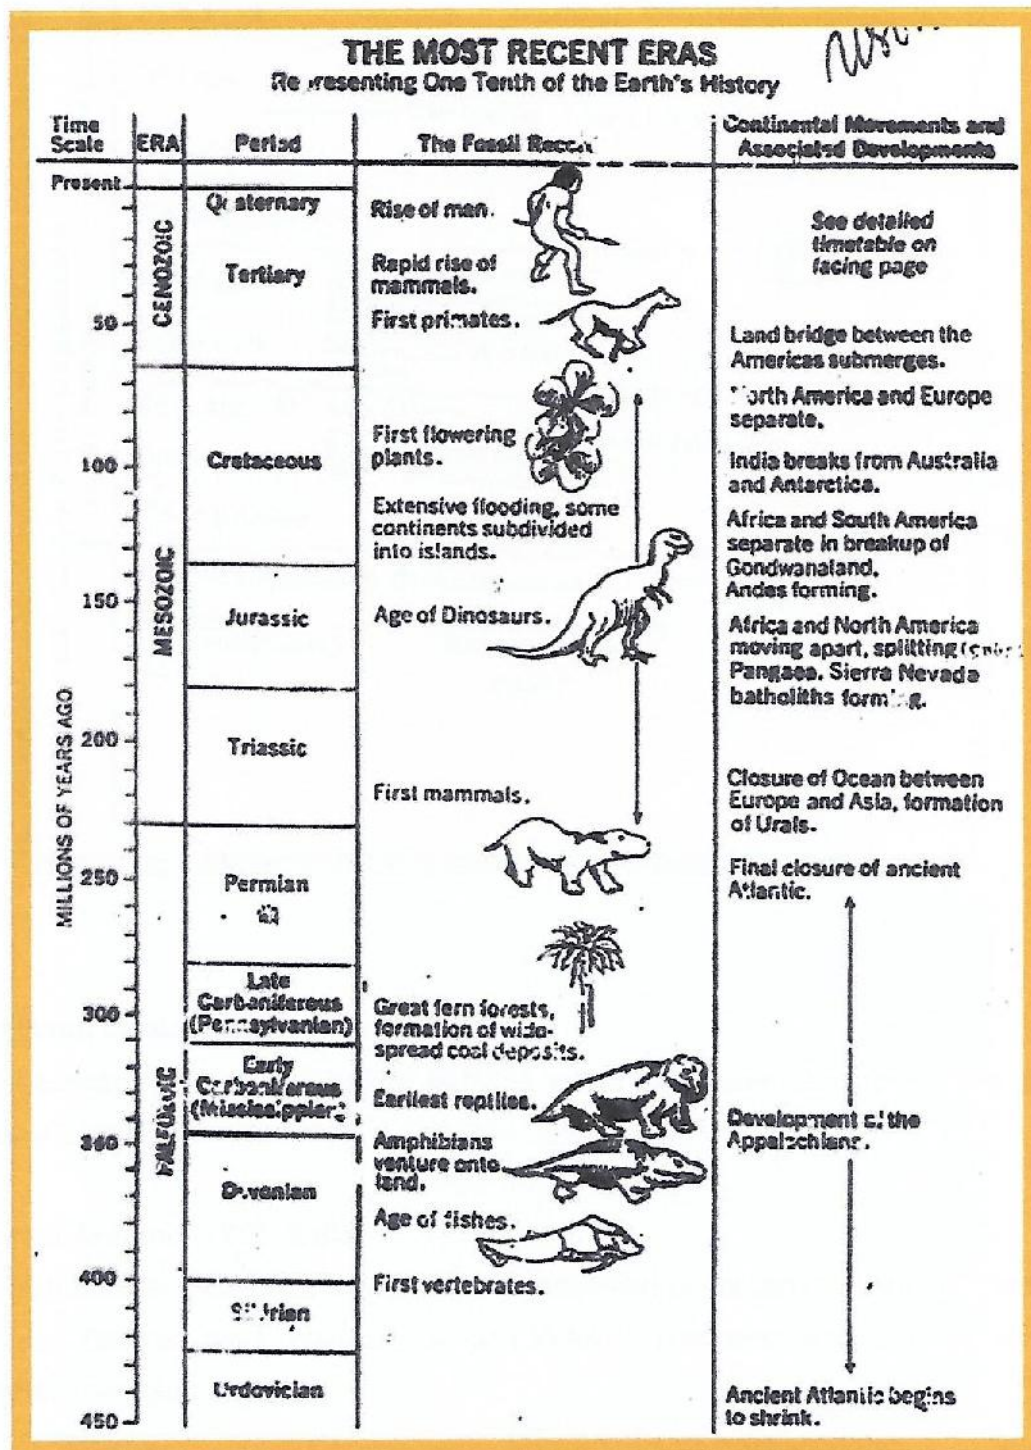 THE MOST RECENT ERAS
Representing One Tenth of the Earth's History
Time
Scale
ERA
Period
The Fossil Record
Continental Movements and
Associated Developments
Present
Quaternary
Rise of man.
See detailed
timetable on
facing page
CENOZOIC
Tertiary
Rapid rise of
mammals.
First primates.
50
Land bridge between the
Americas submerges.
North America and Europe
separate.
First flowering
plants.
Cretaceous
100
India breaks from Australia
and Antarctica.
Extensive flooding, some
continents subdivided
into islands.
Africa and South America
separate in breakup of
Gondwanaland.
Andes forming.
MESOZOIC
150
Jurassic
Age of Dinosaurs.
Africa and North America
moving apart, splitting
Pangaea. Sierra Nevada
batholiths forming.
MILLIONS OF YEARS AGO
200
Triassic
First mammals.
Closure of Ocean between
Europe and Asia, formation
of Urals.
250
Permian
Final closure of ancient
Atlantic.
Late
Carboniferous
(Pennsylvanian)
300
Great fern forests,
formation of wide-
spread coal deposits.
Early
Carboniferous
(Mississippian)
Earliest reptiles.
PALEOZOIC
350
Development of the
Appalachians.
Amphibians
venture onto
land.
Devonian
Age of fishes.
400
First vertebrates.
Silurian
Ordovician
450
Ancient Atlantic begins
to shrink.